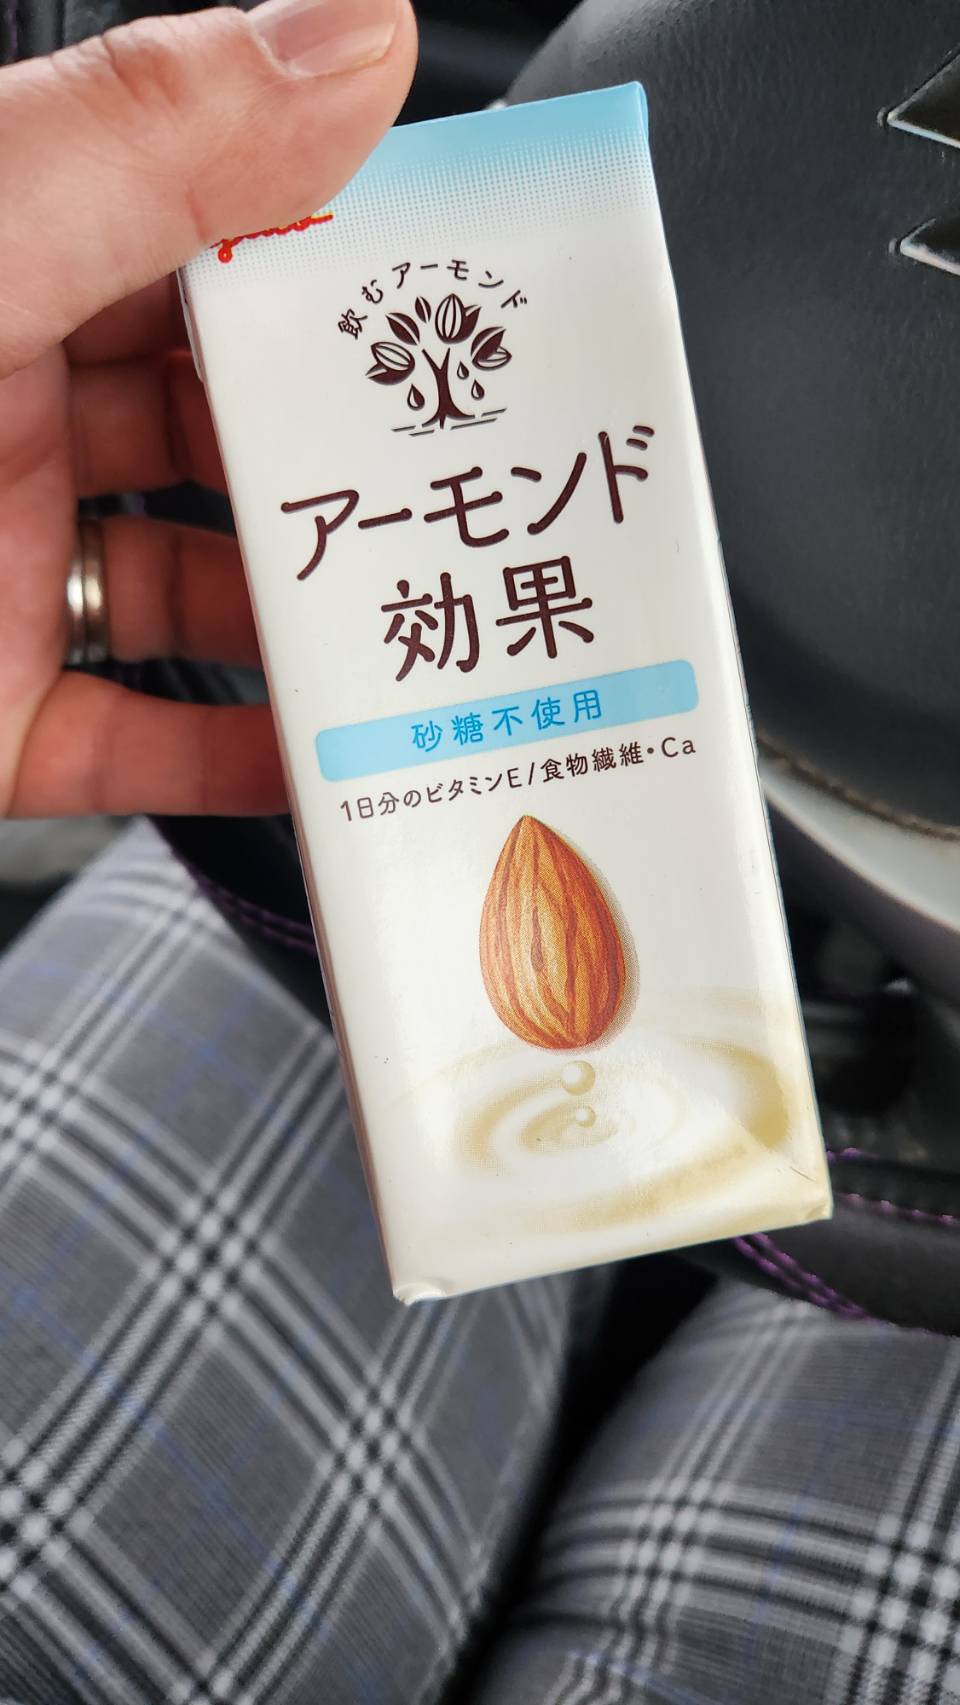 glico
飲むアーモンド
アーモンド
効果
砂糖不使用
1日分のビタミンE/食物繊維・Ca